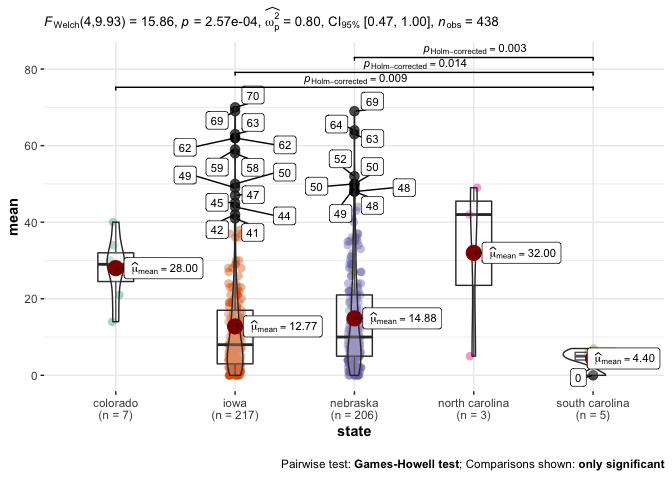 F_Welch(4,9.93) = 15.86, p = 2.57e-04, ω̂²_p = 0.80, CI_95% [0.47, 1.00], n_obs = 438
p_Holm−corrected = 0.003
p_Holm−corrected = 0.014
p_Holm−corrected = 0.009
80
60
40
20
0
mean
70
69
63
62
62
59
58
50
49
47
45
44
42
41
69
64
63
52
50
50
48
49
48
0
μ̂_mean = 28.00
μ̂_mean = 12.77
μ̂_mean = 14.88
μ̂_mean = 32.00
μ̂_mean = 4.40
colorado
(n = 7)
iowa
(n = 217)
nebraska
(n = 206)
north carolina
(n = 3)
south carolina
(n = 5)
state
Pairwise test: Games-Howell test; Comparisons shown: only significant